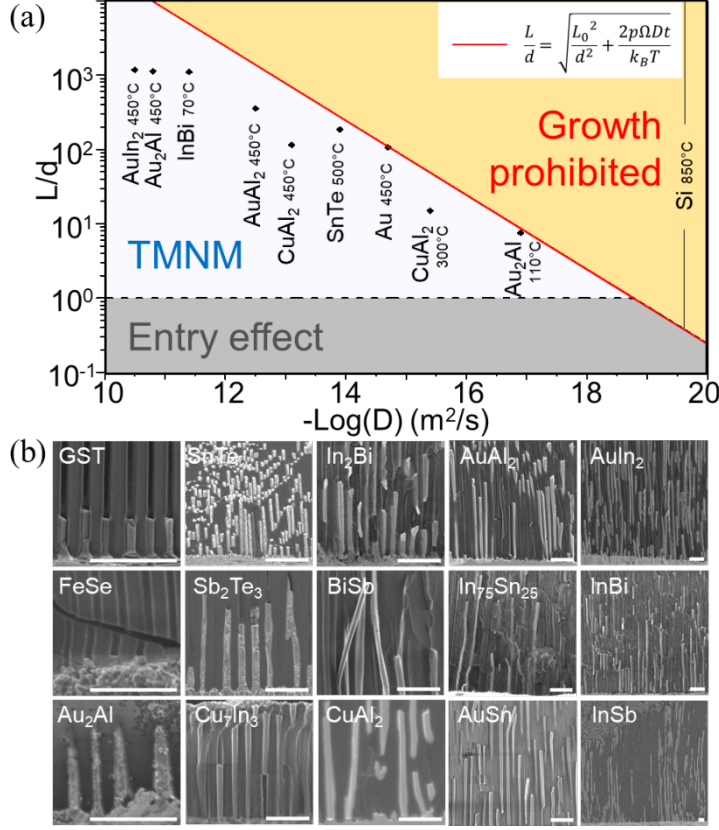 (a)
L/d
10³
10²
10¹
10⁰
10⁻¹
L/d = √(L₀²/d² + 2pΩDt/k_BT)
Growth
prohibited
Si 850°C
AuIn₂ 450°C
Au₂Al 450°C
InBi 70°C
AuAl₂ 450°C
CuAl₂ 450°C
SnTe 500°C
Au 450°C
CuAl₂
300°C
Au₂Al
110°C
TMNM
Entry effect
10 12 14 16 18 20
-Log(D) (m²/s)
(b)
GST SnTe In₂Bi AuAl₂ AuIn₂
FeSe Sb₂Te₃ BiSb In₇₅Sn₂₅ InBi
Au₂Al Cu₇In₃ CuAl₂ AuSn InSb